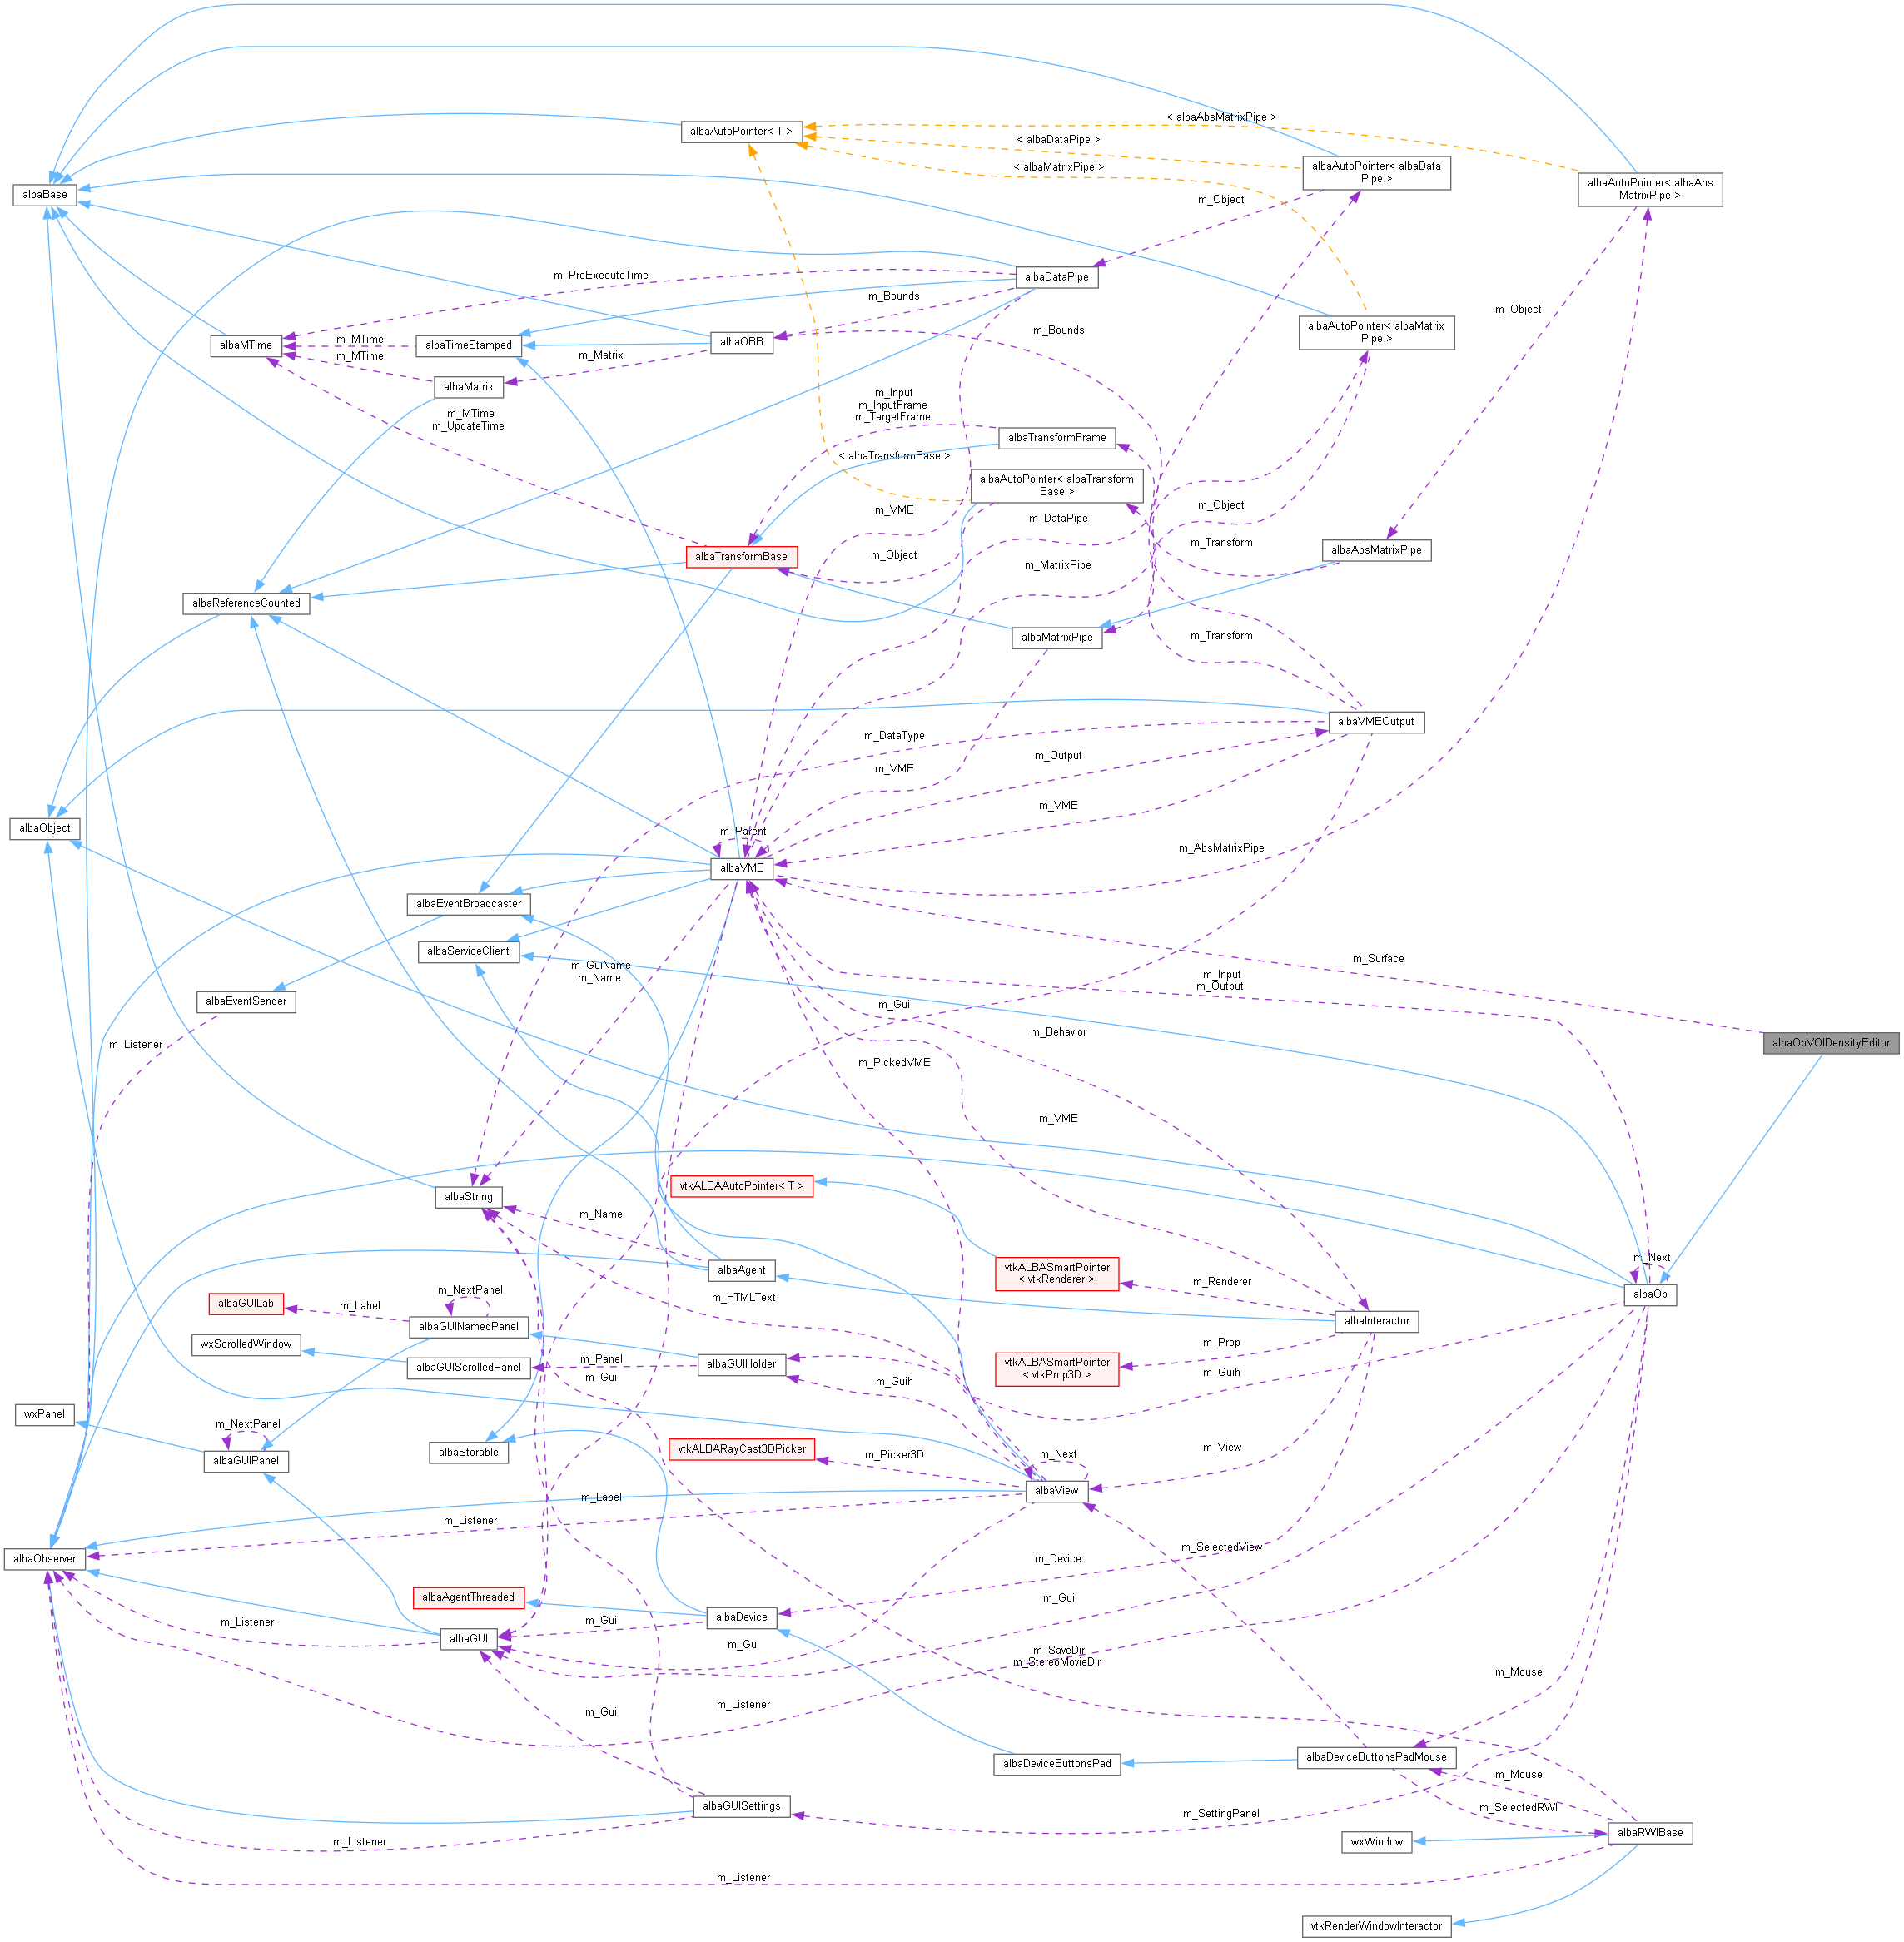 < albaAbsMatrixPipe >
albaAutoPointer< T >
< albaDataPipe >
albaAutoPointer< albaData
Pipe >
< albaMatrixPipe >
albaAutoPointer< albaAbs
MatrixPipe >
albaBase
m_Object
m_PreExecuteTime
albaDataPipe
m_Bounds
m_Object
albaAutoPointer< albaMatrix
Pipe >
m_Bounds
m_MTime
albaMTime
albaTimeStamped
albaOBB
m_MTime
m_Matrix
albaMatrix
m_Input
m_InputFrame
m_TargetFrame
m_MTime
m_UpdateTime
albaTransformFrame
< albaTransformBase >
albaAutoPointer< albaTransform
Base >
m_VME
m_DataPipe
m_Object
m_Transform
albaAbsMatrixPipe
albaTransformBase
m_Object
m_MatrixPipe
albaReferenceCounted
albaMatrixPipe
m_Transform
albaVMEOutput
m_DataType
m_Output
m_VME
m_VME
albaObject
m_Parent
m_AbsMatrixPipe
albaVME
albaEventBroadcaster
albaServiceClient
m_Surface
m_GuiName
m_Name
m_Input
m_Output
albaEventSender
m_Gui
m_Behavior
m_Listener
albaOpVOIDensityEditor
m_PickedVME
m_VME
vtkALBAAutoPointer< T >
albaString
m_Name
m_Next
albaAgent
vtkALBASmartPointer
< vtkRenderer >
m_Renderer
albaOp
m_NextPanel
m_HTMLText
albaGUILab
m_Label
albaGUINamedPanel
albaInteractor
wxScrolledWindow
m_Prop
albaGUIScrolledPanel
m_Panel
albaGUIHolder
vtkALBASmartPointer
< vtkProp3D >
m_Gui
m_Guih
m_Guih
wxPanel
m_NextPanel
albaGUIPanel
albaStorable
vtkALBARayCast3DPicker
m_Picker3D
m_Next
m_View
albaView
m_Label
m_Listener
m_SelectedView
albaObserver
m_Device
albaAgentThreaded
m_Gui
albaDevice
m_Gui
m_Listener
albaGUI
m_Gui
m_SaveDir
m_StereoMovieDir
m_Mouse
m_Listener
m_Gui
albaDeviceButtonsPad
albaDeviceButtonsPadMouse
m_Mouse
albaGUISettings
m_SettingPanel
m_SelectedRWI
albaRWIBase
m_Listener
wxWindow
m_Listener
vtkRenderWindowInteractor